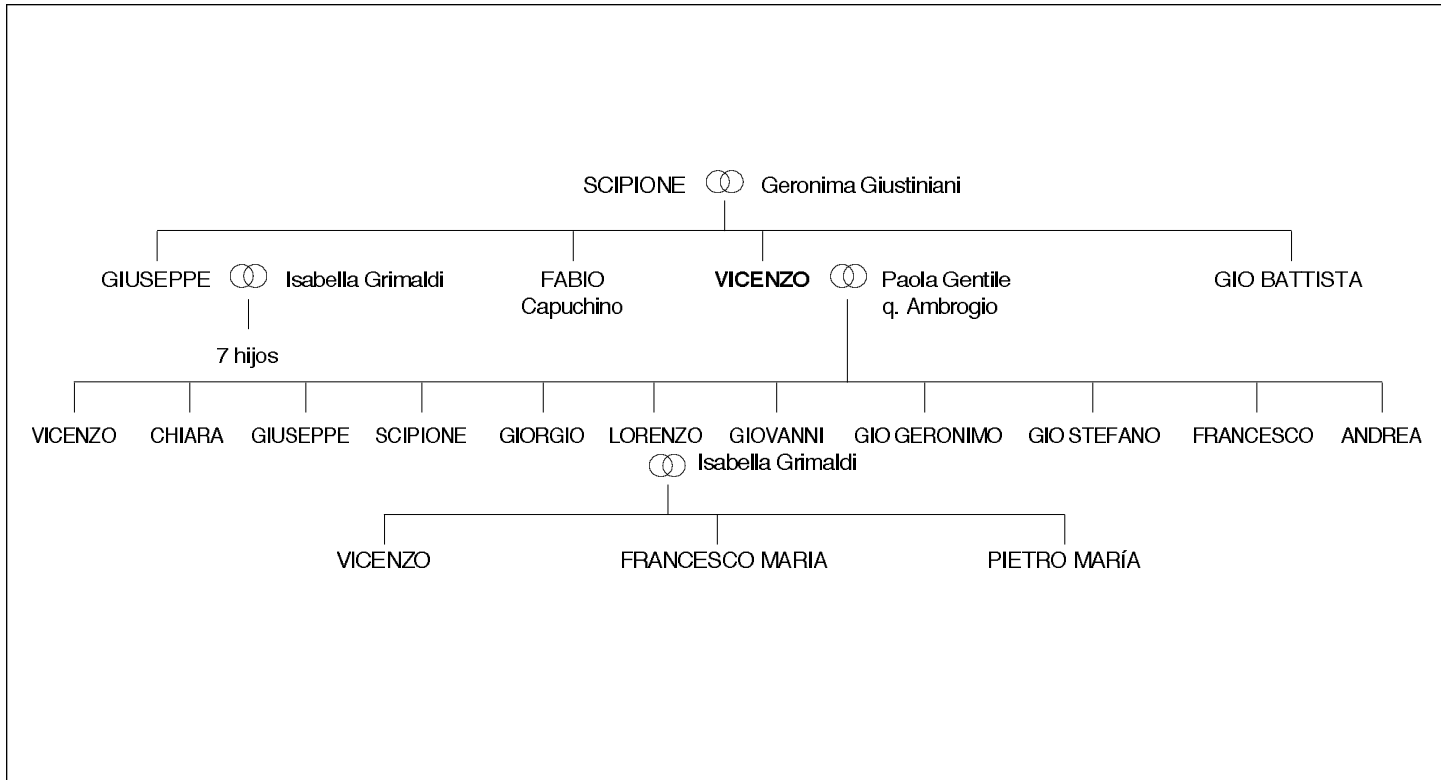 SCIPIONE Geronima Giustiniani
GIUSEPPE Isabella Grimaldi FABIO VICENZO Paola Gentile GIO BATTISTA
Capuchino q. Ambrogio
7 hijos
VICENZO CHIARA GIUSEPPE SCIPIONE GIORGIO LORENZO GIOVANNI GIO GERONIMO GIO STEFANO FRANCESCO ANDREA
Isabella Grimaldi
VICENZO FRANCESCO MARIA PIETRO MARÍA